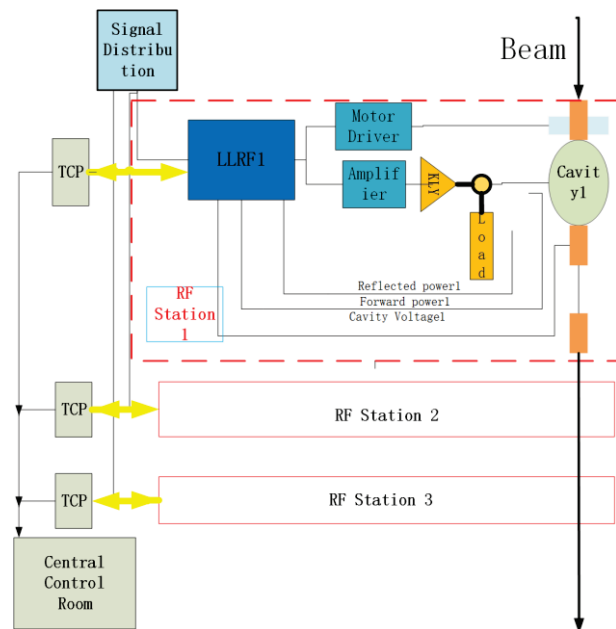 Signal
Distribu
tion
Beam
Motor
Driver
LLRF1
TCP
Amplif
ier
KLY
Cavit
y1
Load
Reflected power1
Forward power1
Cavity Voltage1
RF
Station
1
TCP
RF Station 2
TCP
RF Station 3
Central
Control
Room